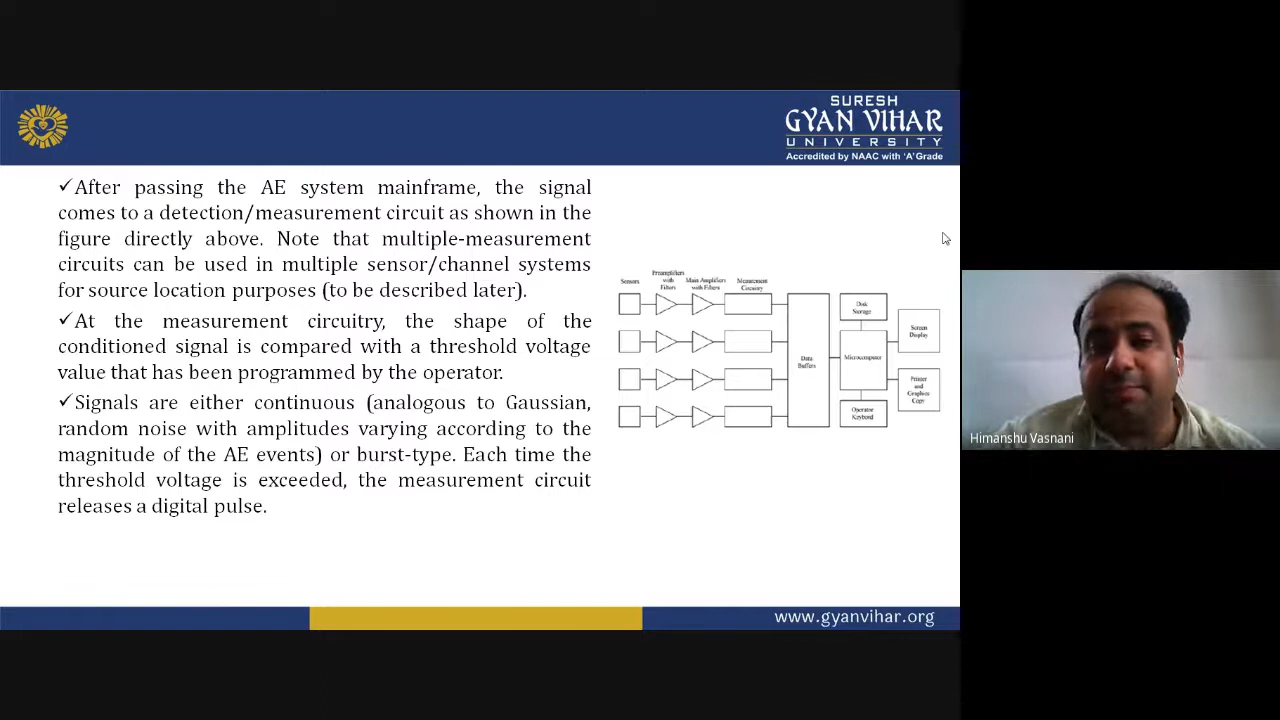 SURESH
GYAN VIHAR
UNIVERSITY
Accredited by NAAC with 'A' Grade
✓After passing the AE system mainframe, the signal
comes to a detection/measurement circuit as shown in the
figure directly above. Note that multiple-measurement
circuits can be used in multiple sensor/channel systems
for source location purposes (to be described later).
✓At the measurement circuitry, the shape of the
conditioned signal is compared with a threshold voltage
value that has been programmed by the operator.
✓Signals are either continuous (analogous to Gaussian,
random noise with amplitudes varying according to the
magnitude of the AE events) or burst-type. Each time the
threshold voltage is exceeded, the measurement circuit
releases a digital pulse.
Sensors
Preamplifiers
with
Filters
Main Amplifiers
with Filters
Measurement
Circuitry
Data
Buffers
Disk
Storage
Microcomputer
Operator
Keybord
Screen
Display
Printer
and
Graphics
Copy
Himanshu Vasnani
www.gyanvihar.org